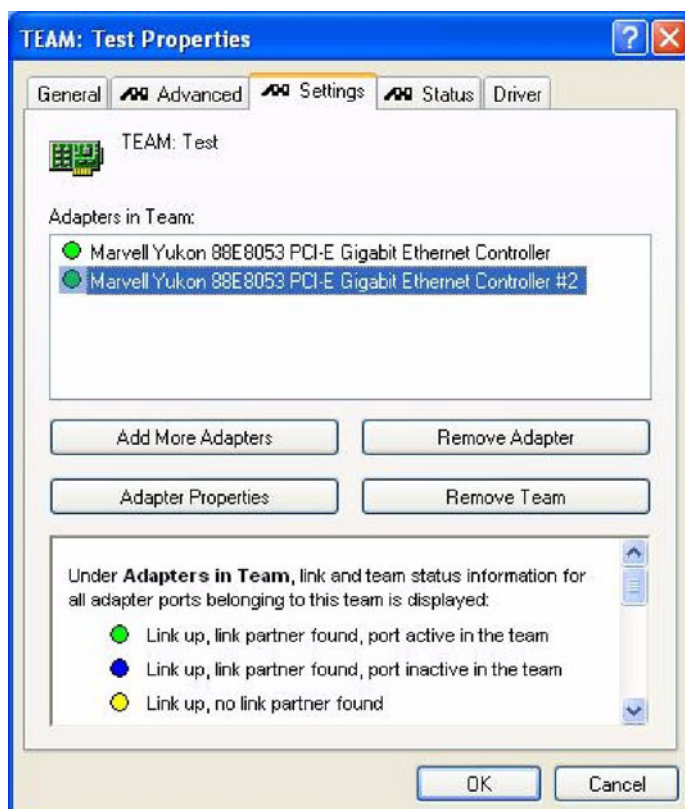 TEAM: Test Properties
General Advanced Settings Status Driver
TEAM: Test
Adapters in Team:
Marvell Yukon 88E8053 PCI-E Gigabit Ethernet Controller
Marvell Yukon 88E8053 PCI-E Gigabit Ethernet Controller #2
Add More Adapters Remove Adapter
Adapter Properties Remove Team
Under Adapters in Team, link and team status information for
all adapter ports belonging to this team is displayed:
Link up, link partner found, port active in the team
Link up, link partner found, port inactive in the team
Link up, no link partner found
OK Cancel